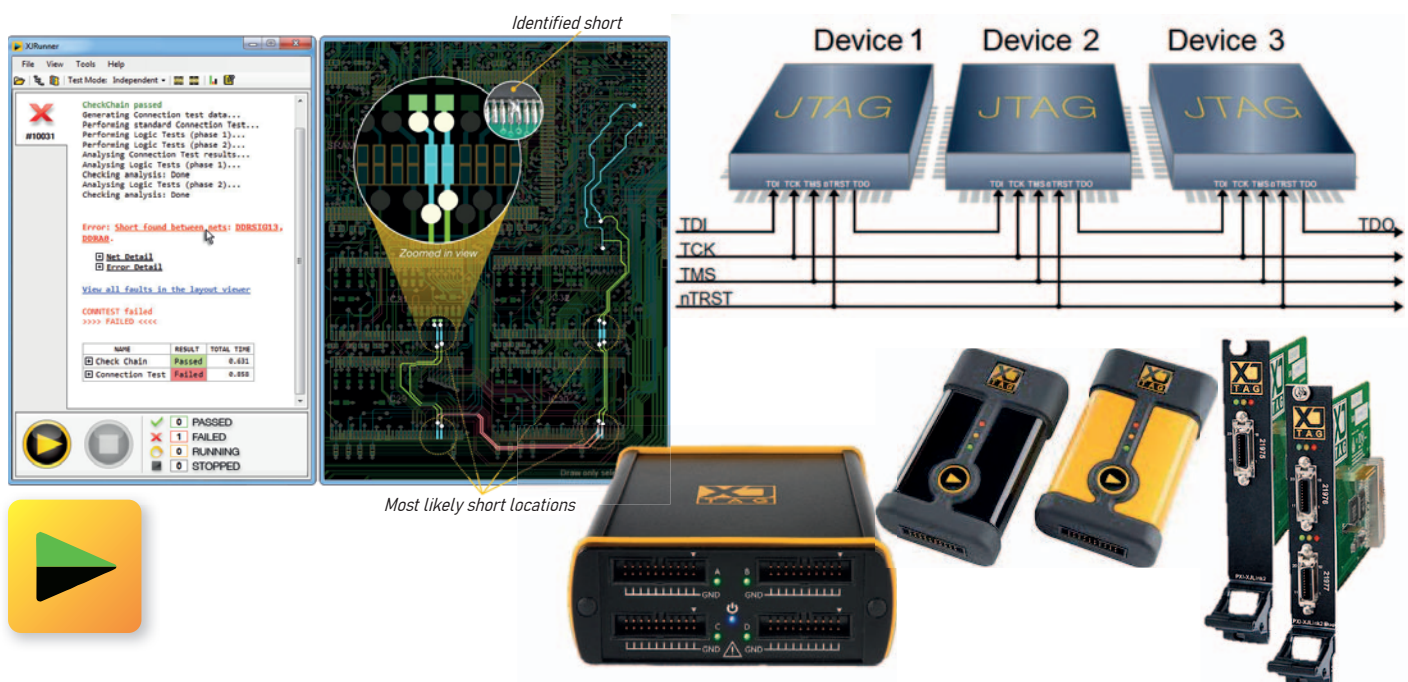 Identified short
XJRunner
File View Tools Help
Test Mode: Independent
#10031
CheckChain passed
Generating Connection test data...
Performing standard Connection Test...
Performing Logic Tests (phase 1)...
Performing Logic Tests (phase 2)...
Analysing Connection Test results...
Analysing Logic Tests (phase 1)...
Checking analysis: Done
Analysing Logic Tests (phase 2)...
Checking analysis: Done
Error: Short found between nets: DDRSIG13,
DDRA0.
Net Detail
Error Detail
View all faults in the layout viewer
CONNTEST failed
>>>> FAILED <<<<
NAME RESULT TOTAL TIME
Check Chain Passed 0.631
Connection Test Failed 0.858
0 PASSED
1 FAILED
0 RUNNING
0 STOPPED
Zoomed in view
Most likely short locations
Device 1 Device 2 Device 3
JTAG JTAG JTAG
TDI TCK TMS nTRST TDO TDI TCK TMS nTRST TDO TDI TCK TMS nTRST TDO
TDI TDO
TCK
TMS
nTRST
XJTAG
A B
GND
C D
GND GND
XJTAG
XJTAG
XJTAG
21975
PXI-XJLink2
XJTAG
21976
21977